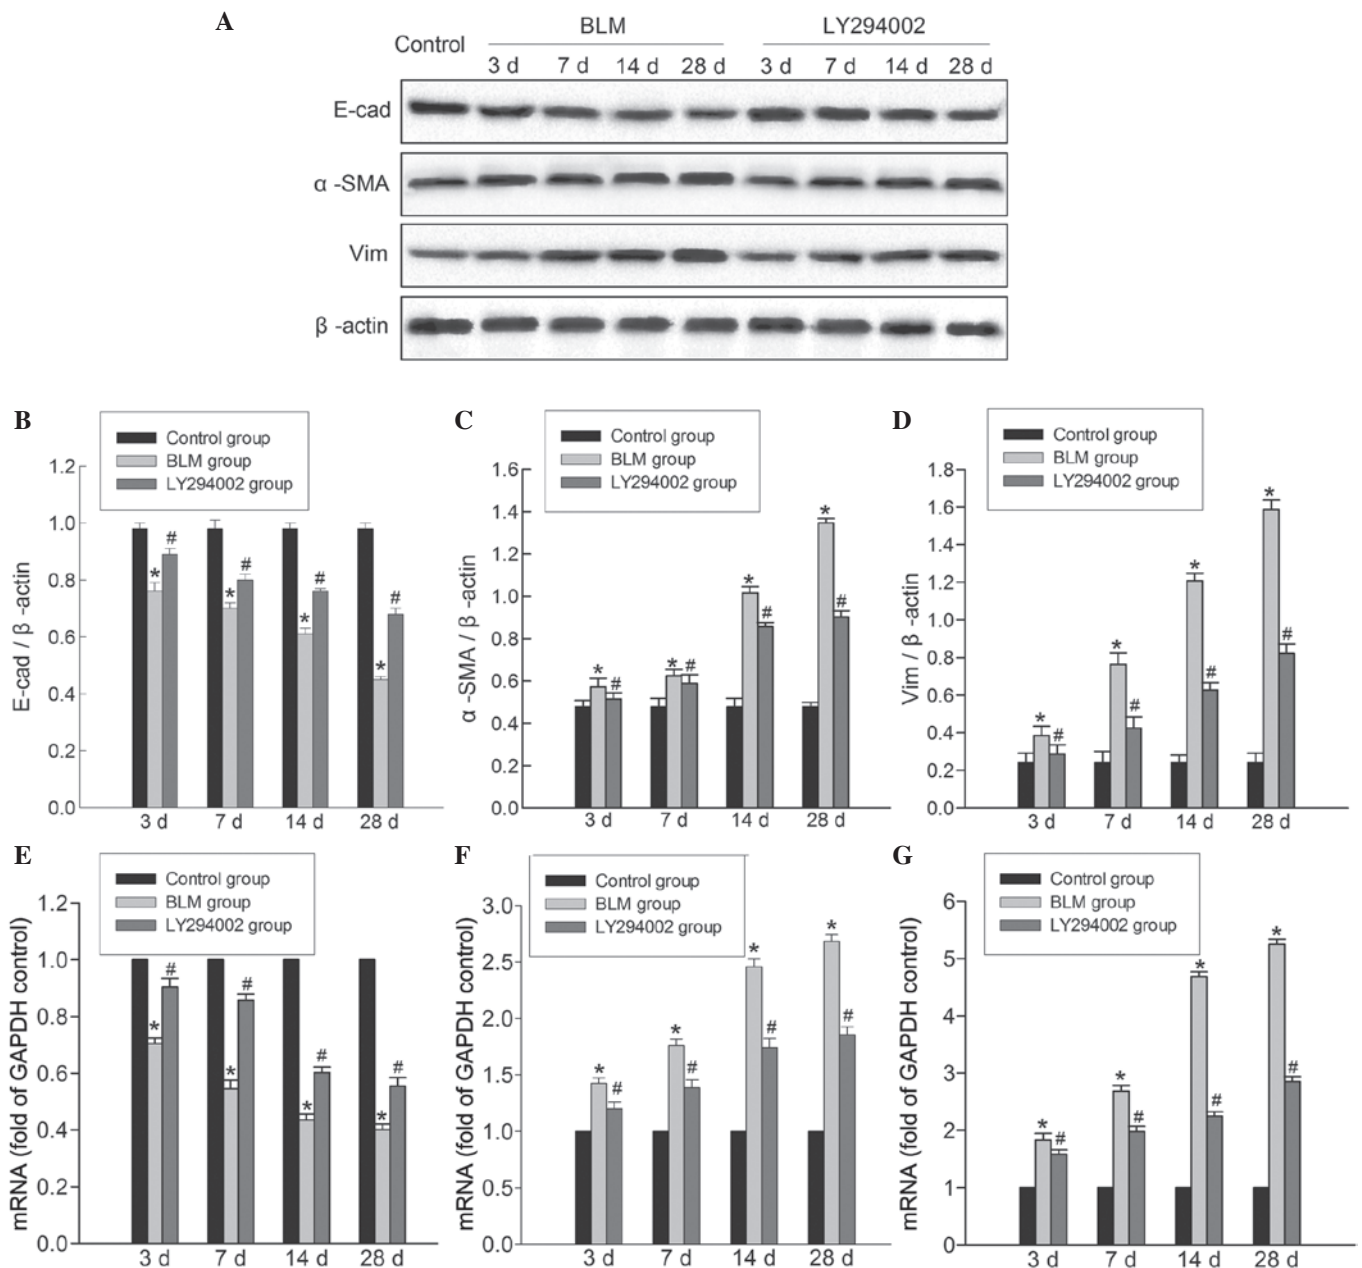 A
BLM
LY294002
Control
3 d 7 d 14 d 28 d 3 d 7 d 14 d 28 d
E-cad
α -SMA
Vim
β -actin
B
Control group
BLM group
LY294002 group
E-cad / β -actin
1.2
1.0
0.8
0.6
0.4
0.2
0.0
* # * # * # * #
3 d 7 d 14 d 28 d
C
Control group
BLM group
LY294002 group
α -SMA / β -actin
1.6
1.4
1.2
1.0
0.8
0.6
0.4
0.2
0.0
* # * # * # * #
3 d 7 d 14 d 28 d
D
Control group
BLM group
LY294002 group
Vim / β -actin
1.8
1.6
1.4
1.2
1.0
0.8
0.6
0.4
0.2
0.0
* # * # * # * #
3 d 7 d 14 d 28 d
E
Control group
BLM group
LY294002 group
mRNA (fold of GAPDH control)
1.2
1.0
0.8
0.6
0.4
0.2
0.0
* # * # * # * #
3 d 7 d 14 d 28 d
F
Control group
BLM group
LY294002 group
mRNA (fold of GAPDH control)
3.0
2.5
2.0
1.5
1.0
0.5
0.0
* # * # * # * #
3 d 7 d 14 d 28 d
G
Control group
BLM group
LY294002 group
mRNA (fold of GAPDH control)
6
5
4
3
2
1
0
* # * # * # * #
3 d 7 d 14 d 28 d